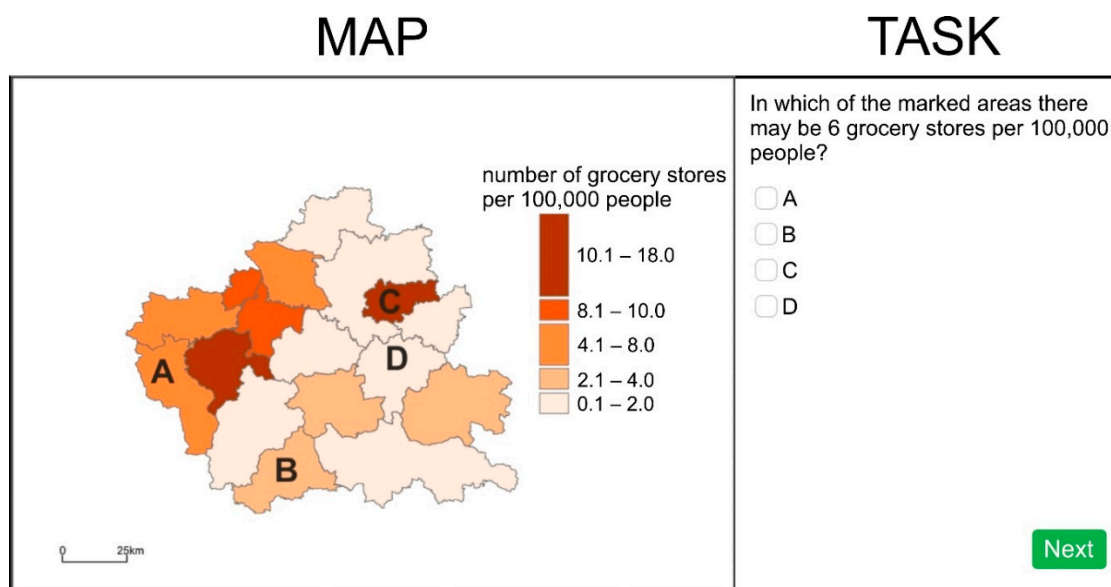 MAP
TASK
In which of the marked areas there
may be 6 grocery stores per 100,000
people?
A
B
C
D
Next
number of grocery stores
per 100,000 people
10.1 – 18.0
8.1 – 10.0
4.1 – 8.0
2.1 – 4.0
0.1 – 2.0
C
A
D
B
0 25km